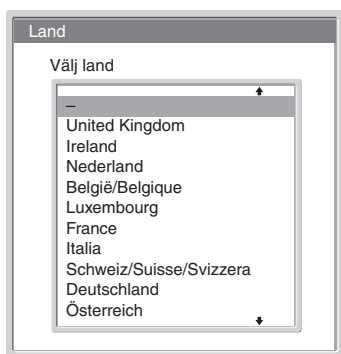 Land
Välj land
–
United Kingdom
Ireland
Nederland
België/Belgique
Luxembourg
France
Italia
Schweiz/Suisse/Svizzera
Deutschland
Österreich